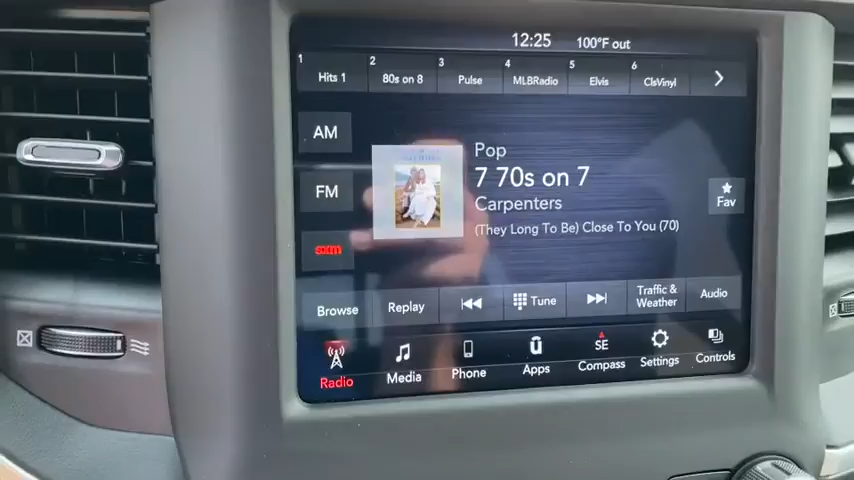 12:25 100°F out
1 Hits 1 2 80s on 8 3 Pulse 4 MLBRadio 5 Elvis 6 ClsVinyl
AM
Pop
7 70s on 7
FM
Carpenters
Fav
(They Long To Be) Close To You (70)
sxm
Browse Replay Tune Traffic & Weather Audio
Radio Media Phone Apps SE Compass Settings Controls